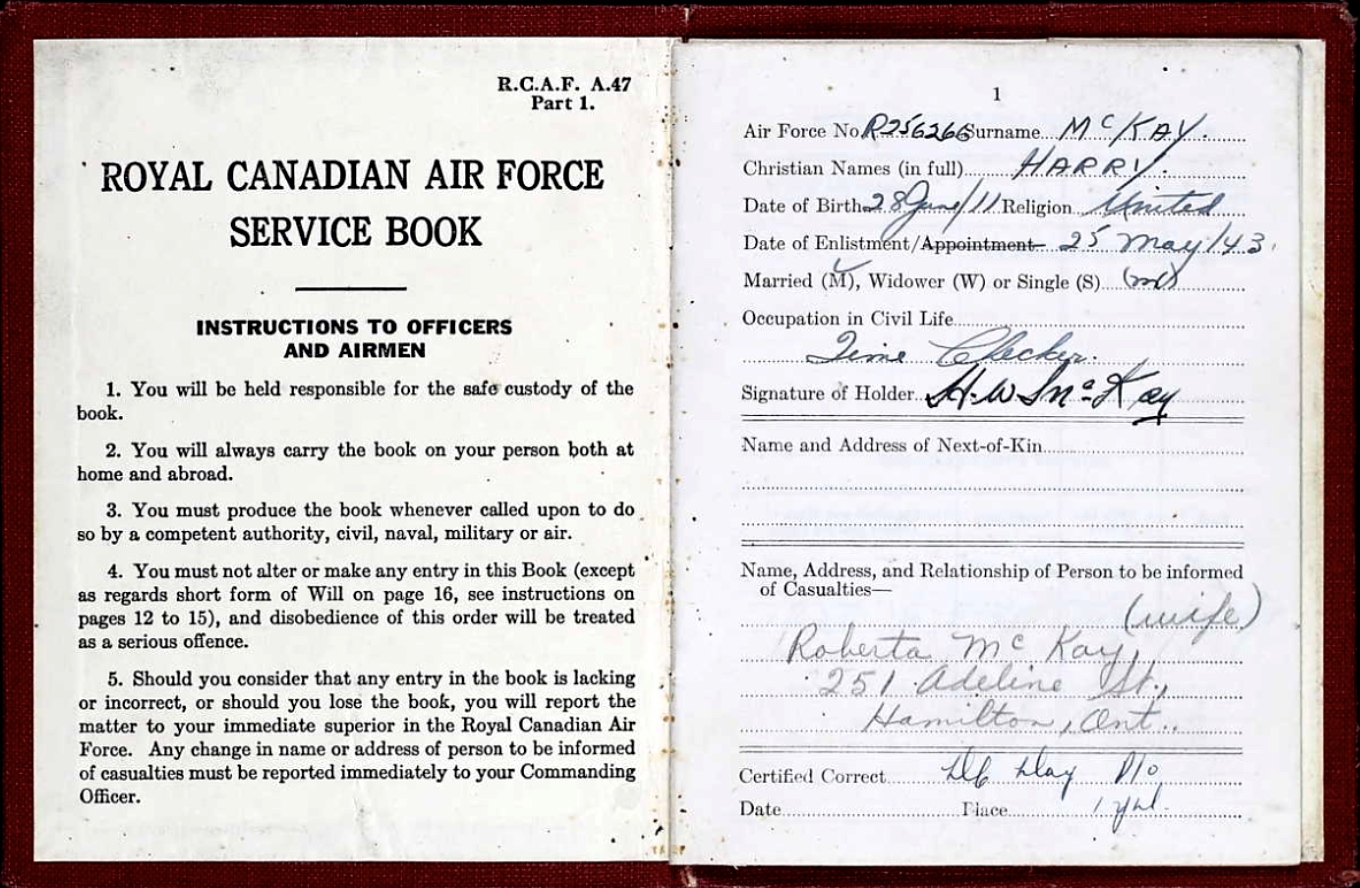 R.C.A.F. A.47
Part 1.
ROYAL CANADIAN AIR FORCE
SERVICE BOOK
INSTRUCTIONS TO OFFICERS
AND AIRMEN
1. You will be held responsible for the safe custody of the
book.
2. You will always carry the book on your person both at
home and abroad.
3. You must produce the book whenever called upon to do
so by a competent authority, civil, naval, military or air.
4. You must not alter or make any entry in this Book (except
as regards short form of Will on page 16, see instructions on
pages 12 to 15), and disobedience of this order will be treated
as a serious offence.
5. Should you consider that any entry in the book is lacking
or incorrect, or should you lose the book, you will report the
matter to your immediate superior in the Royal Canadian Air
Force. Any change in name or address of person to be informed
of casualties must be reported immediately to your Commanding
Officer.
1
Air Force No. R256266 Surname McKAY.
Christian Names (in full) HARRY.
Date of Birth 28 June/11 Religion United
Date of Enlistment/Appointment 25 May/43.
Married (M), Widower (W) or Single (S) (m)
Occupation in Civil Life
Time Checker.
Signature of Holder H.W. McKay
Name and Address of Next-of-Kin
Name, Address, and Relationship of Person to be informed
of Casualties—
(wife)
Roberta McKay,
251 Adeline St.,
Hamilton, Ont.
Certified Correct Day P/O
Date Place